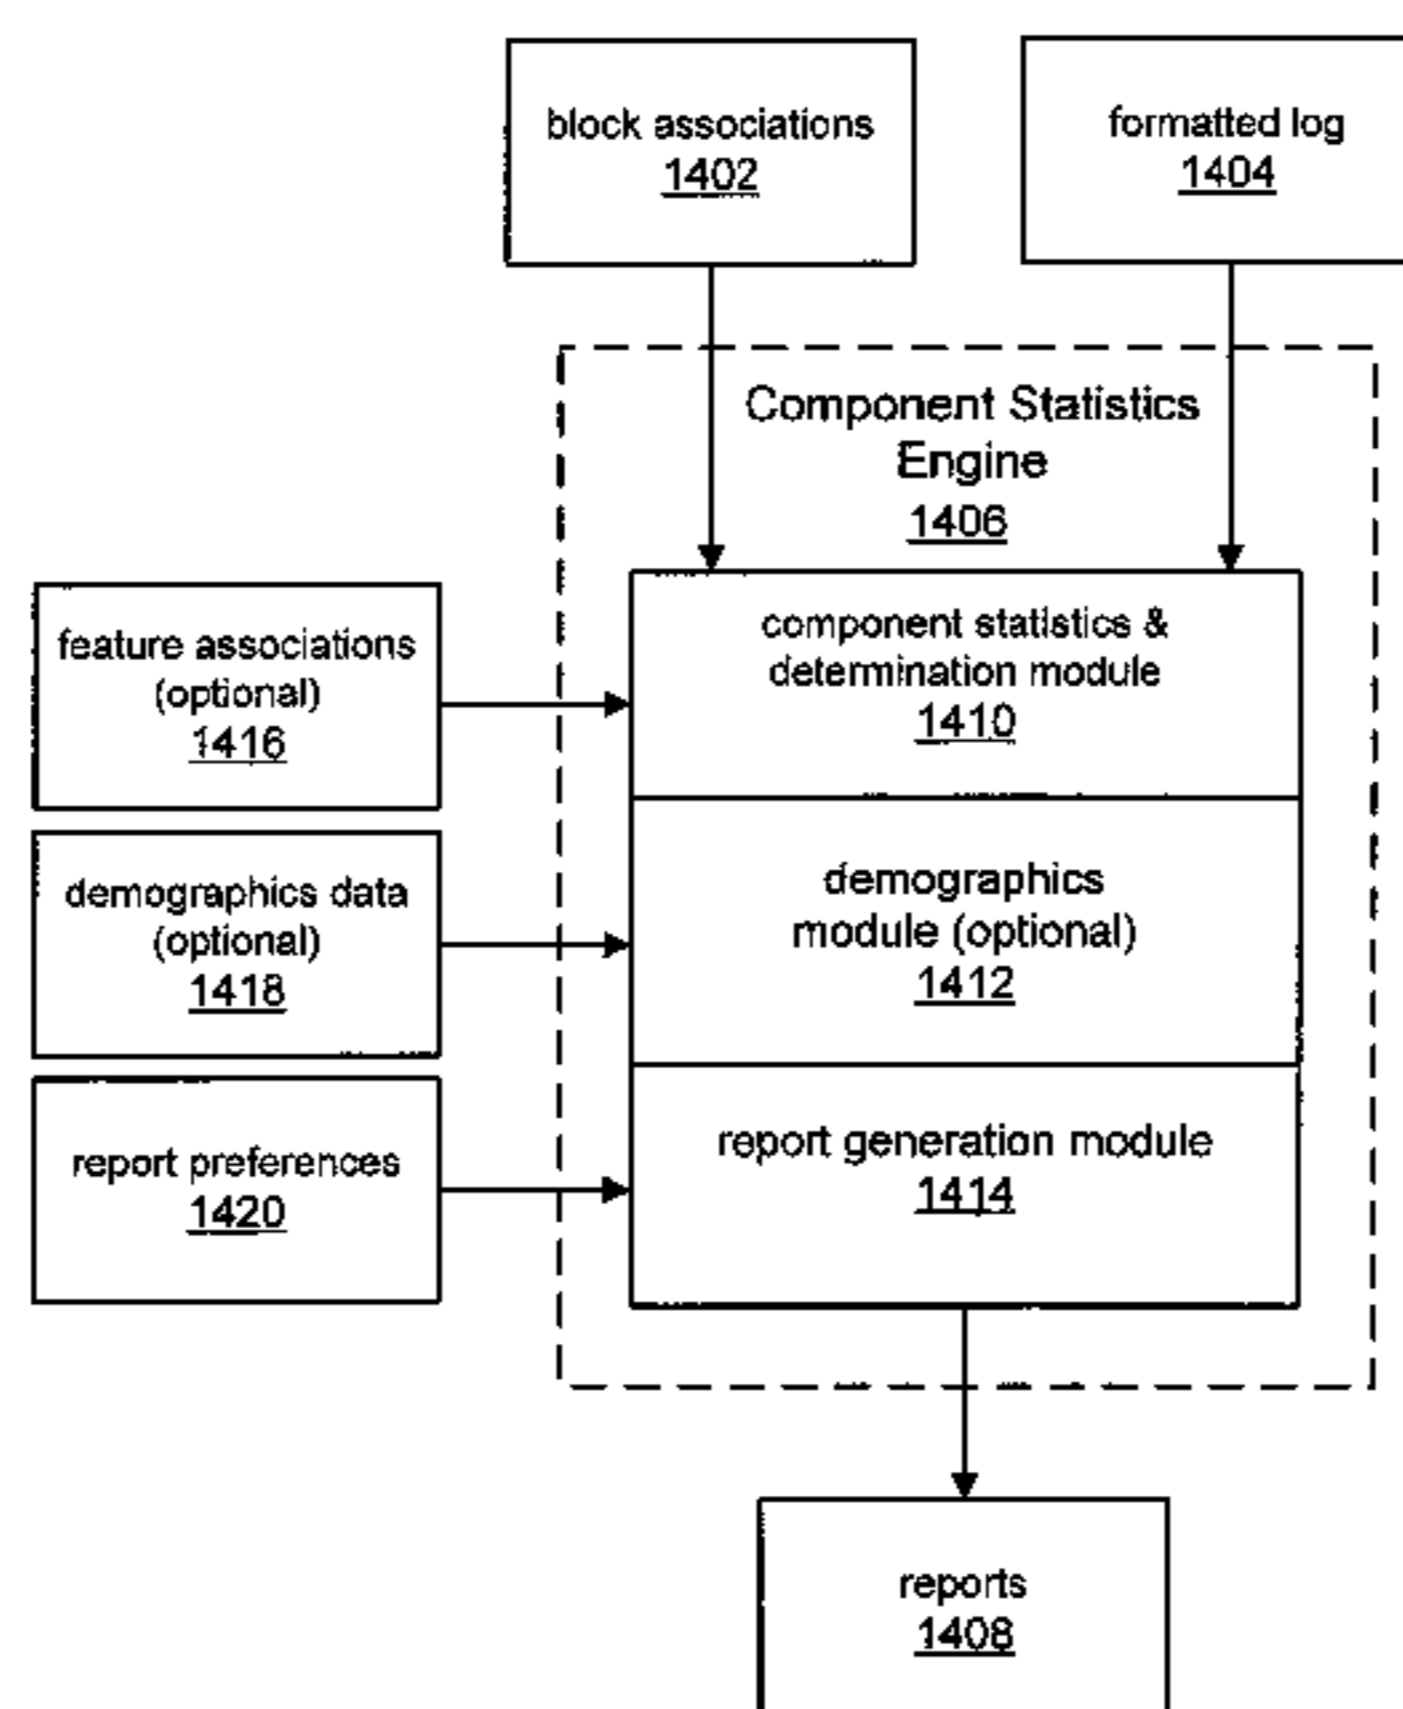 block associations
1402
formatted log
1404
Component Statistics
Engine
1406
feature associations
(optional)
1416
component statistics &
determination module
1410
demographics data
(optional)
1418
demographics
module (optional)
1412
report preferences
1420
report generation module
1414
reports
1408